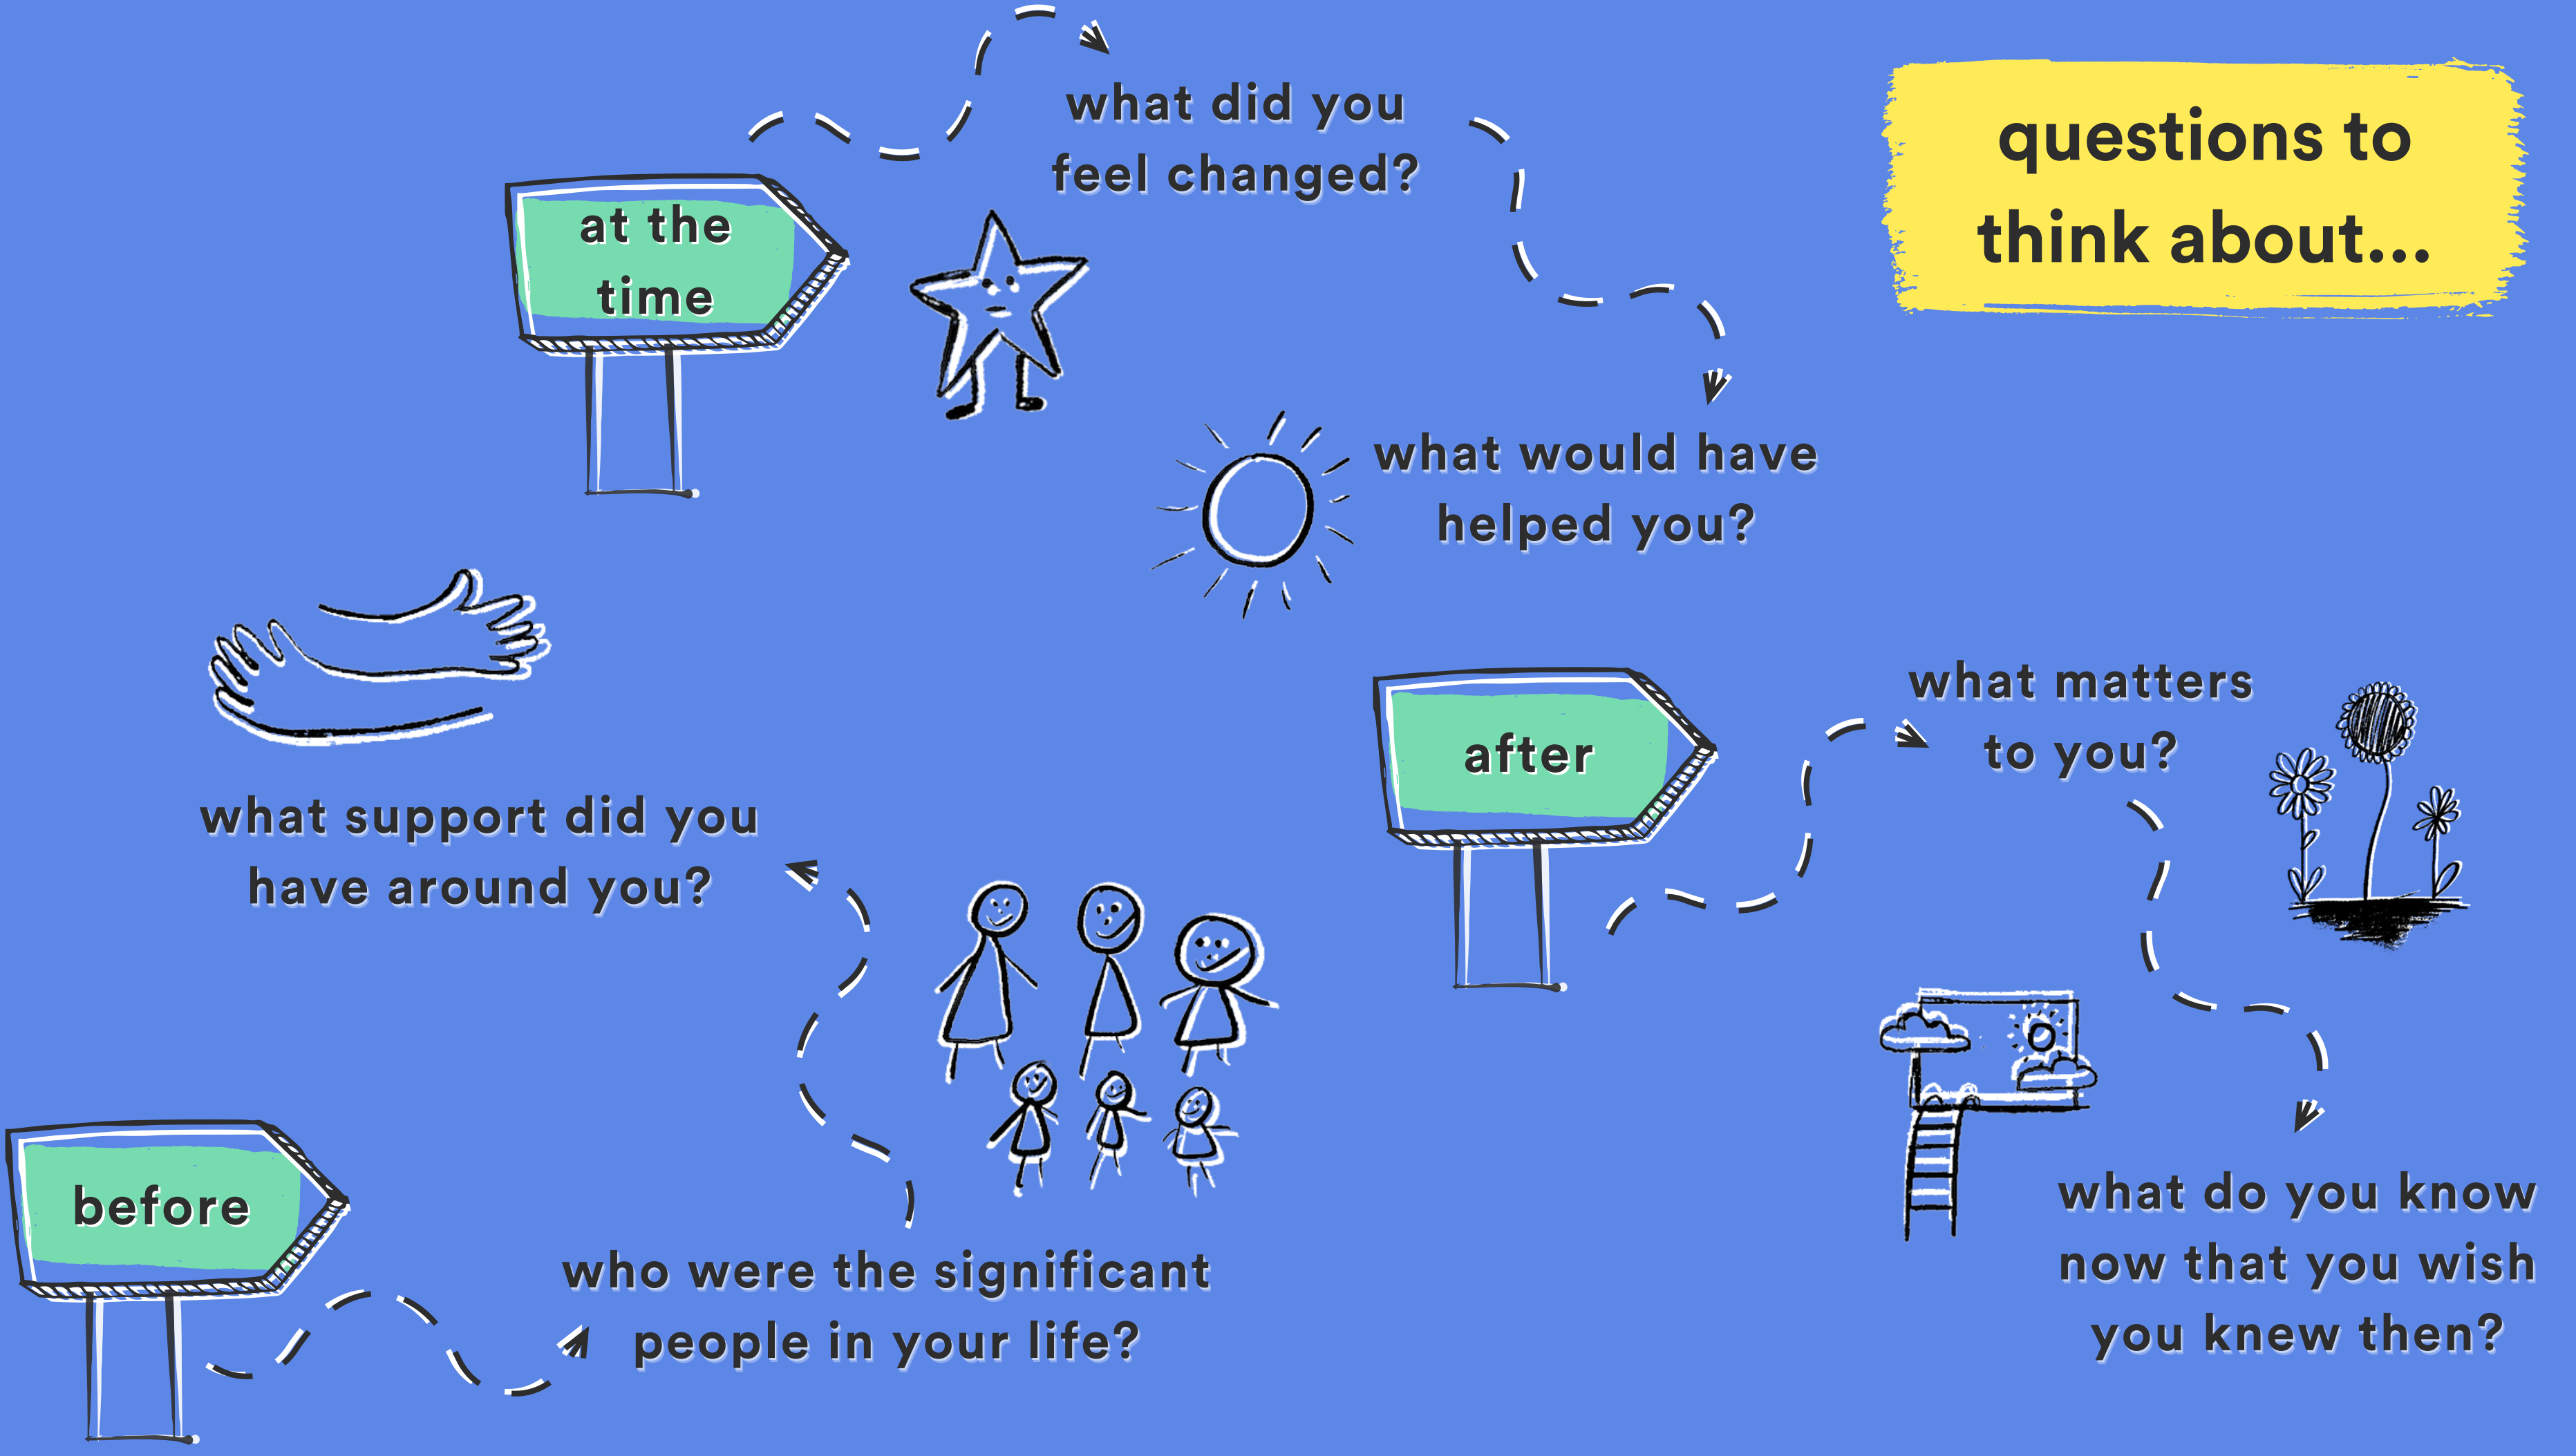 questions to
think about...
before
who were the significant
people in your life?
what support did you
have around you?
at the
time
what did you
feel changed?
what would have
helped you?
after
what matters
to you?
what do you know
now that you wish
you knew then?